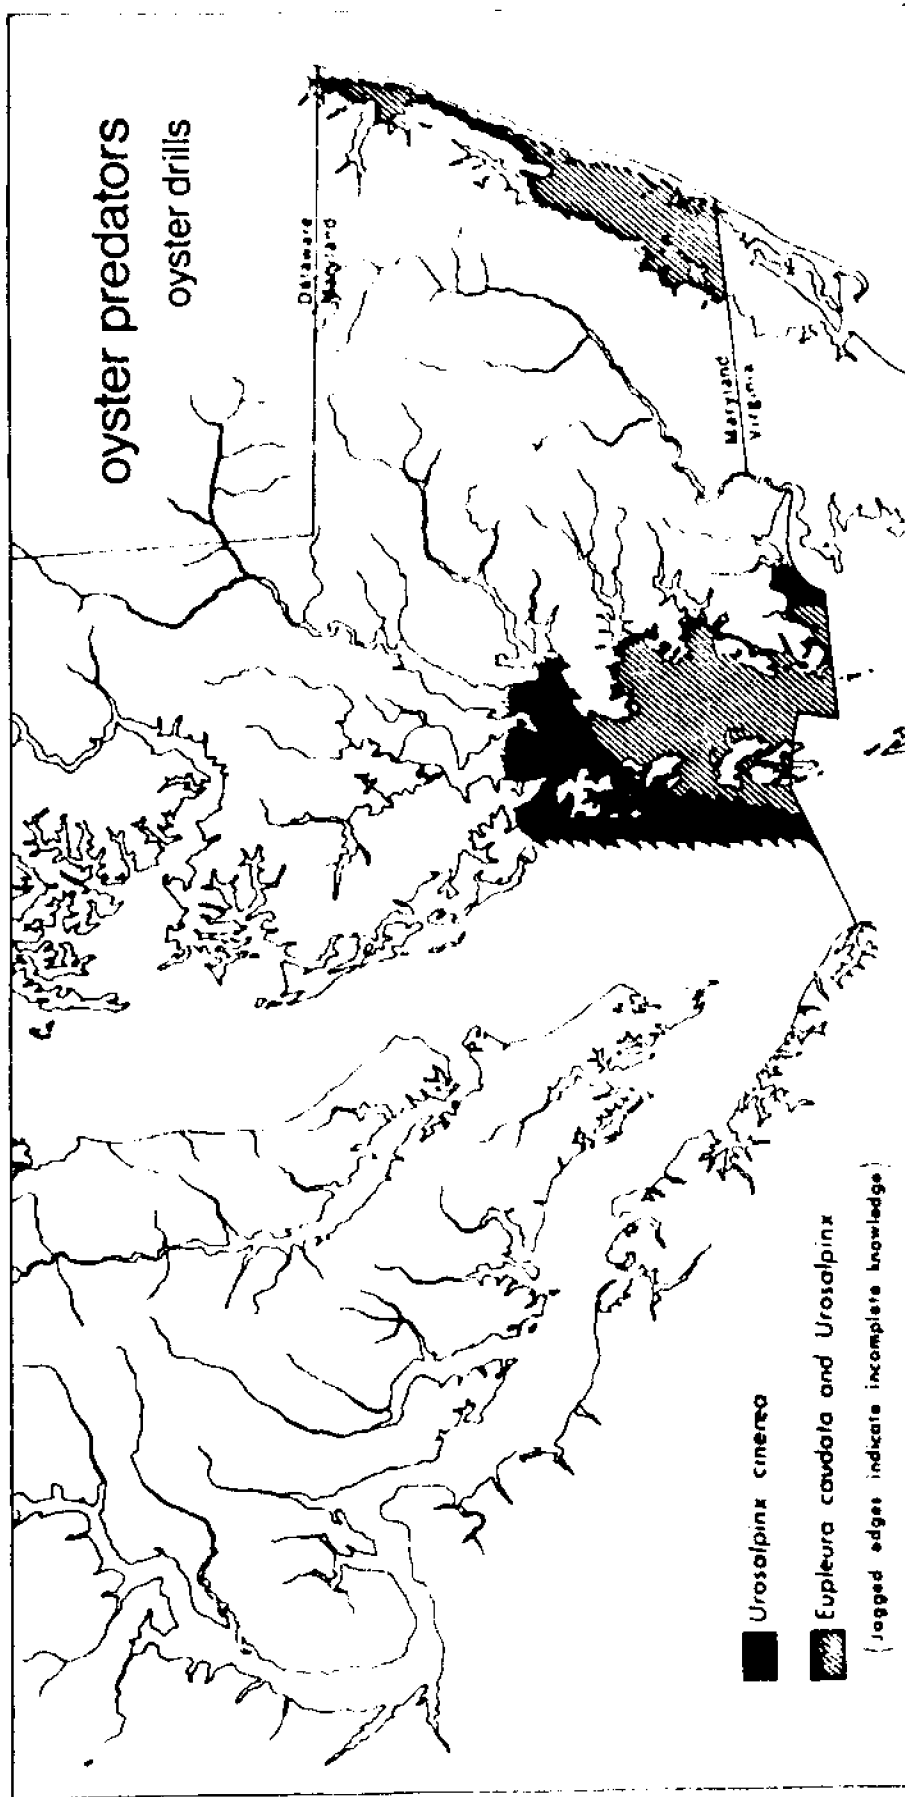 oyster predators
oyster drills
Delaware
Maryland
Maryland
Virginia
Urosalpinx cinerea
Eupleura caudata and Urosalpinx
(Jagged edges indicate incomplete knowledge)